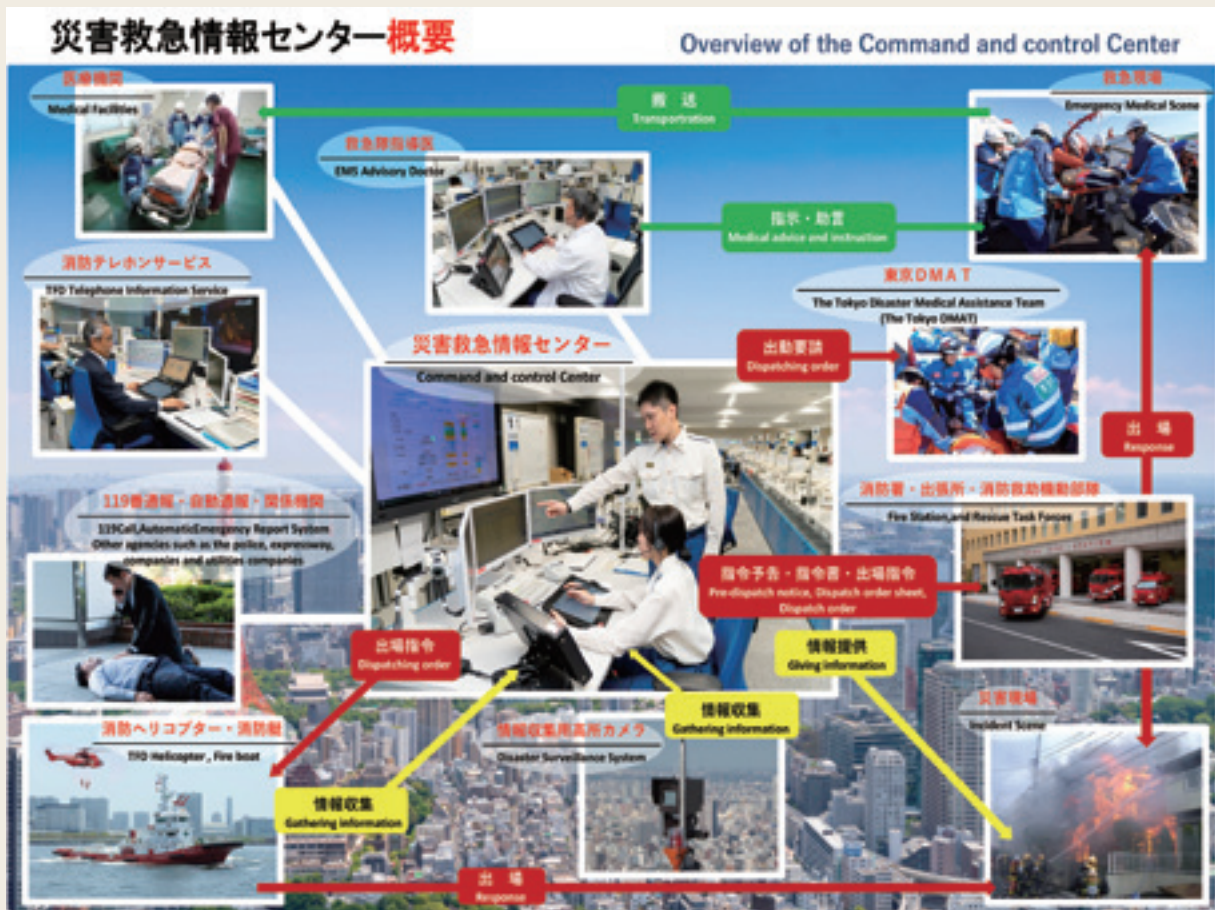 災害救急情報センター概要
Overview of the Command and control Center
医療機関
Medical Facilities
搬送
Transportation
救急現場
Emergency Medical Scene
救急隊指導医
EMS Advisory Doctor
指示・助言
Medical advice and instruction
消防テレホンサービス
TFD Telephone Information Service
東京DMAT
The Tokyo Disaster Medical Assistance Team
(The Tokyo DMAT)
災害救急情報センター
Command and control Center
出動要請
Dispatching order
出場
Response
119番通報・自動通報・関係機関
119Call,AutomaticEmergency Report System
Other agencies such as the police, expressway,
companies and utilities companies
消防署・出張所・消防救助機動部隊
Fire Station,and Rescue Task Forces
指令予告・指令書・出場指令
Pre-dispatch notice, Dispatch order sheet,
Dispatch order
出場指令
Dispatching order
情報提供
Giving information
消防ヘリコプター・消防艇
TFD Helicopter , Fire boat
情報収集
Gathering information
情報収集用高所カメラ
Disaster Surveillance System
災害現場
Incident Scene
情報収集
Gathering information
出場
Response